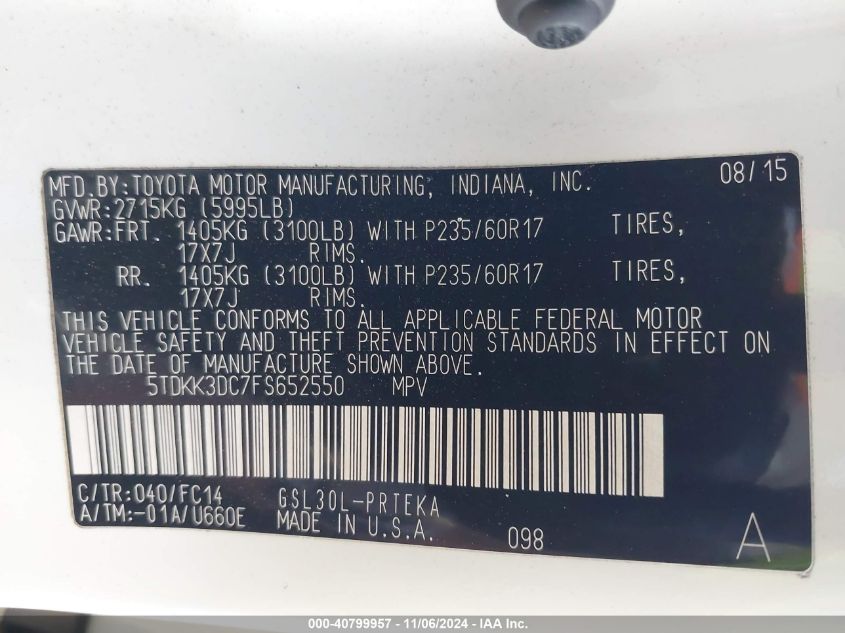 MFD.BY:TOYOTA MOTOR MANUFACTURING, INDIANA, INC. 08/15
GVWR:2715KG (5995LB)
GAWR:FRT. 1405KG (3100LB) WITH P235/60R17 TIRES,
17X7J RIMS.
RR. 1405KG (3100LB) WITH P235/60R17 TIRES,
17X7J RIMS.
THIS VEHICLE CONFORMS TO ALL APPLICABLE FEDERAL MOTOR
VEHICLE SAFETY AND THEFT PREVENTION STANDARDS IN EFFECT ON
THE DATE OF MANUFACTURE SHOWN ABOVE.
5TDKK3DC7FS652550 MPV
C/TR:040/FC14 GSL30L-PRTEKA
A/TM:-01A/U660E MADE IN U.S.A. 098 A
000-40799957 - 11/06/2024 - IAA Inc.